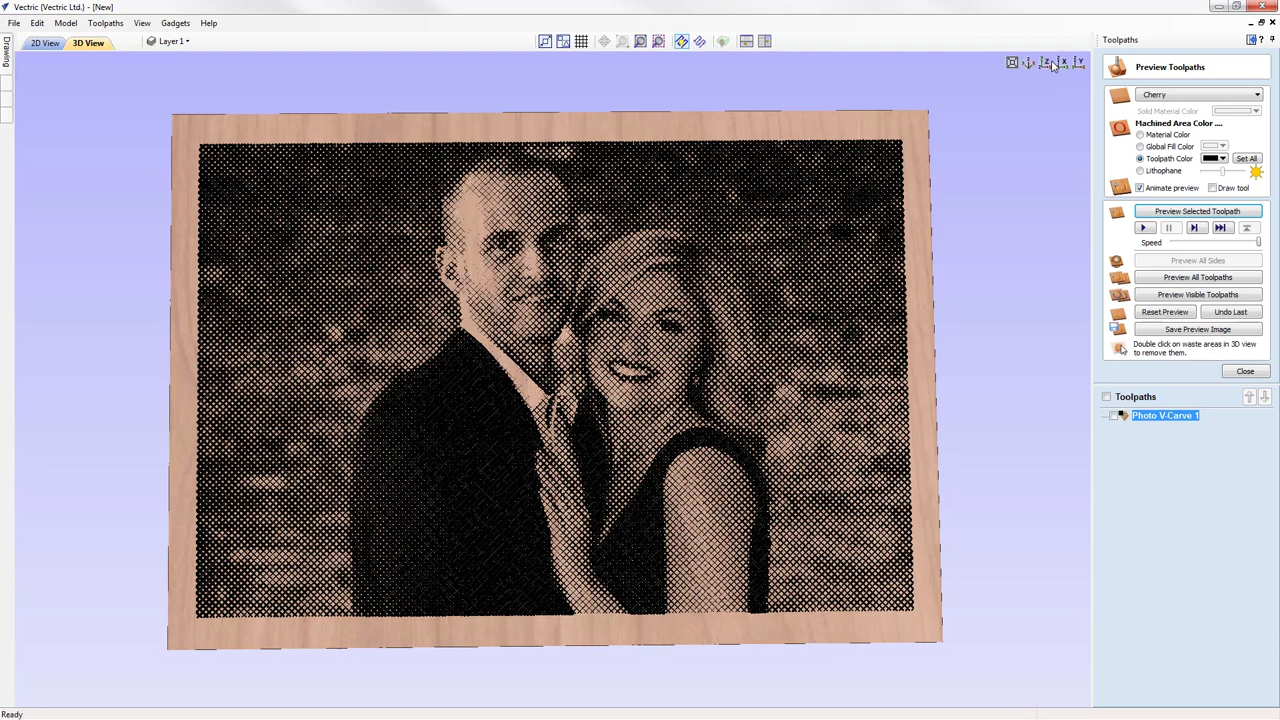 Vectric (Vectric Ltd.) - [New]
File Edit Model Toolpaths View Gadgets Help
2D View 3D View Layer 1
Drawing
Z X Y
Toolpaths
Preview Toolpaths
Cherry
Solid Material Color
Machined Area Color ....
Material Color
Global Fill Color
Toolpath Color Set All
Lithophane
Animate preview Draw tool
Preview Selected Toolpath
Speed
Preview All Sides
Preview All Toolpaths
Preview Visible Toolpaths
Reset Preview Undo Last
Save Preview Image
Double click on waste areas in 3D view
to remove them.
Close
Toolpaths
Photo V-Carve 1
Ready